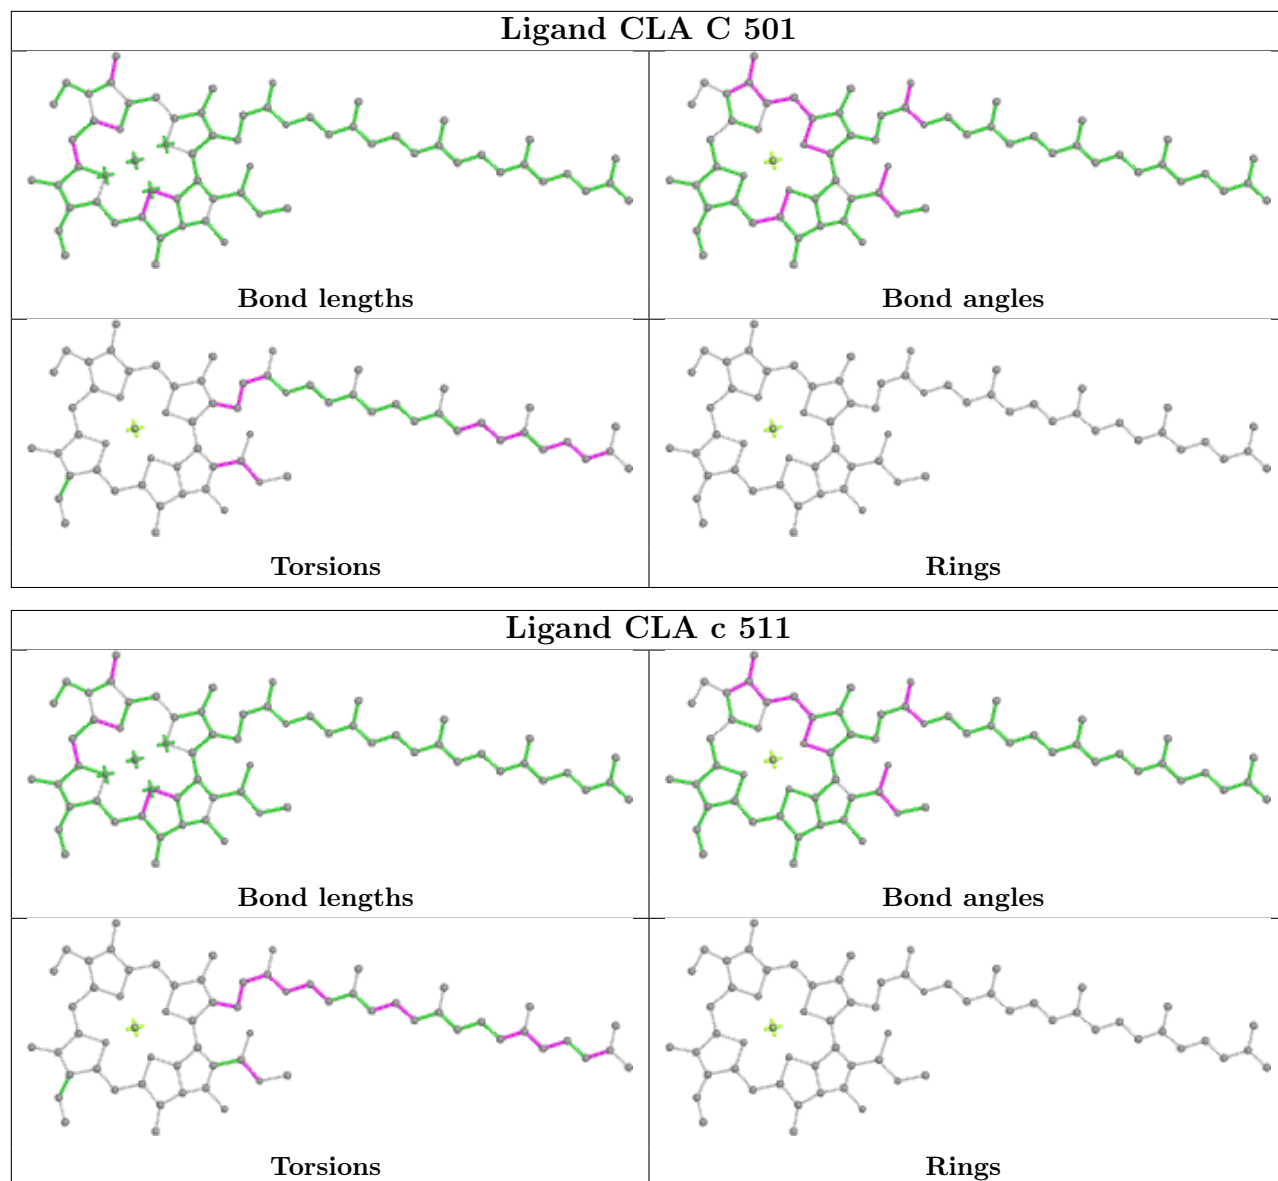 Ligand CLA C 501
Bond lengths
Bond angles
Torsions
Rings
Ligand CLA c 511
Bond lengths
Bond angles
Torsions
Rings